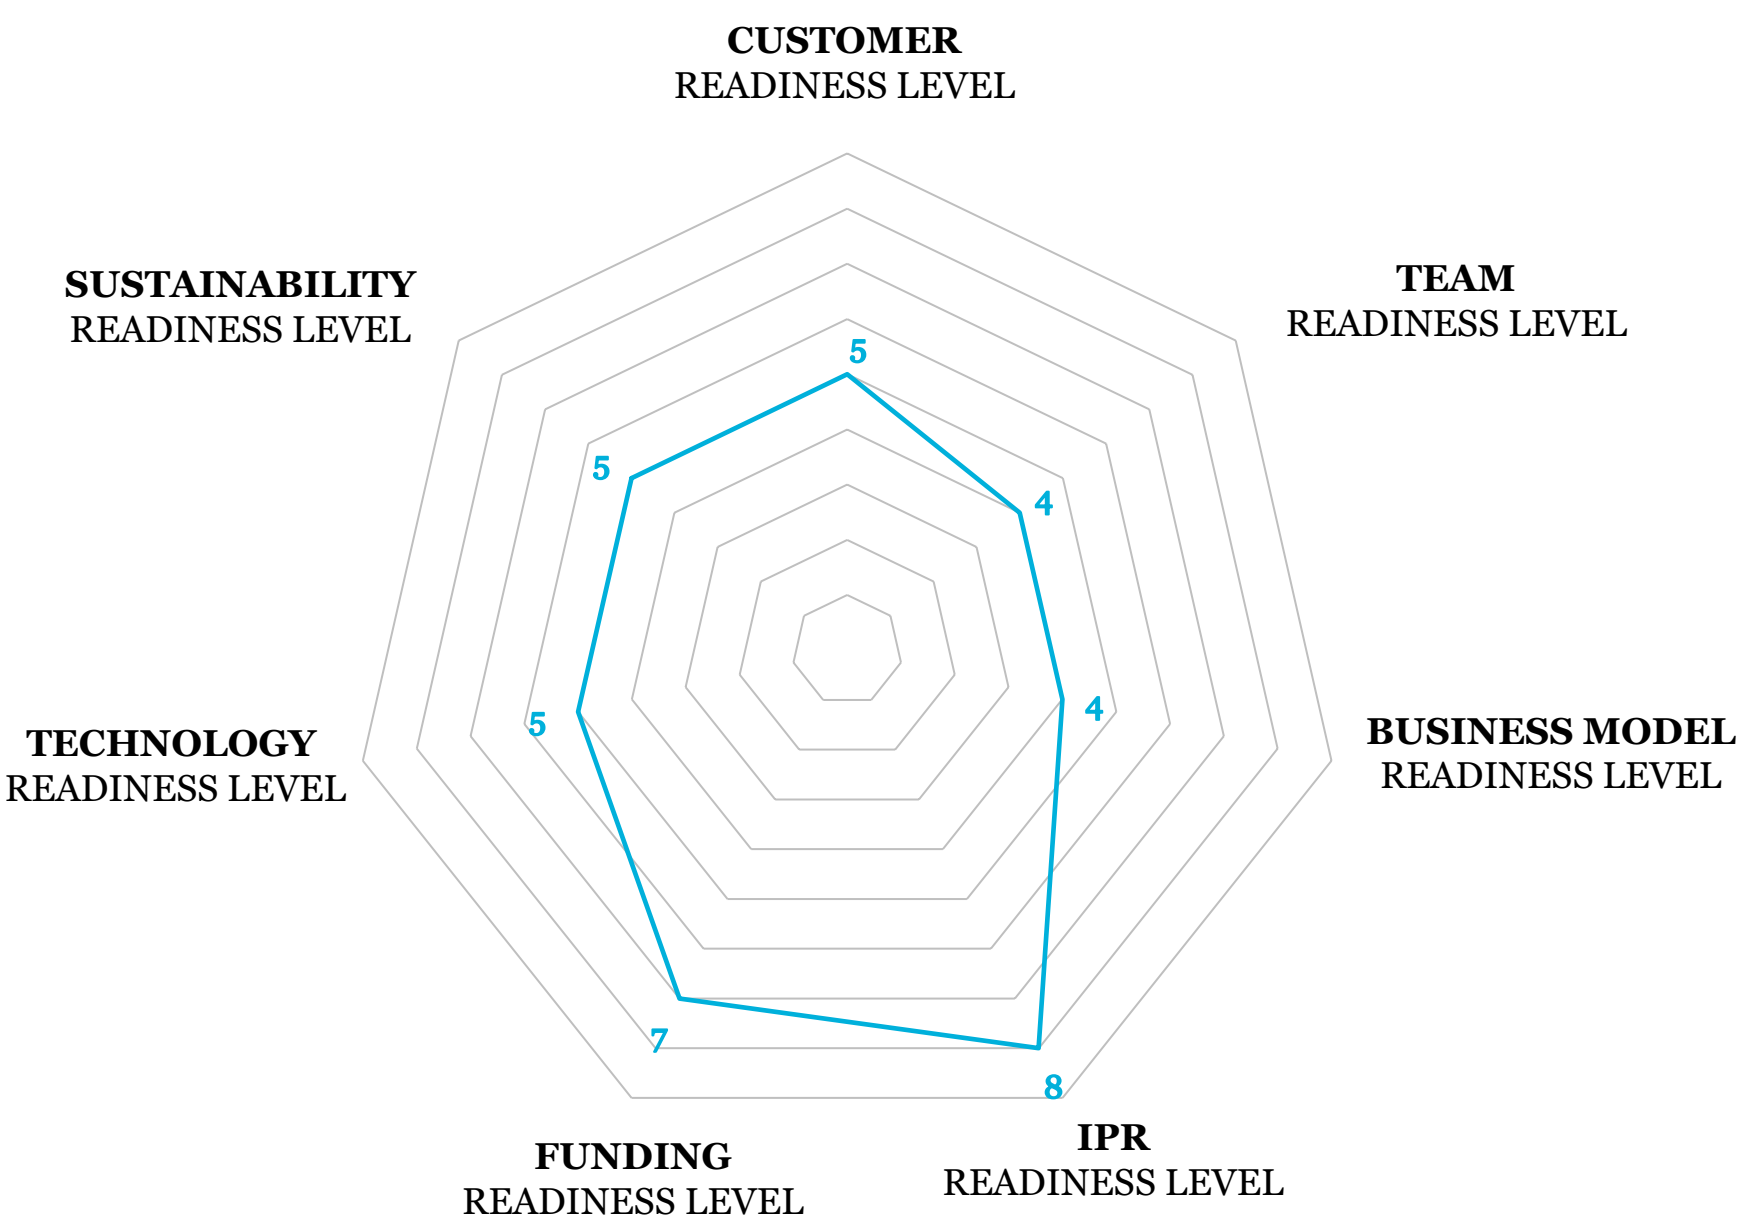 CUSTOMER
READINESS LEVEL
SUSTAINABILITY
READINESS LEVEL
TEAM
READINESS LEVEL
5
5
4
5
4
TECHNOLOGY
READINESS LEVEL
BUSINESS MODEL
READINESS LEVEL
7
8
FUNDING
READINESS LEVEL
IPR
READINESS LEVEL